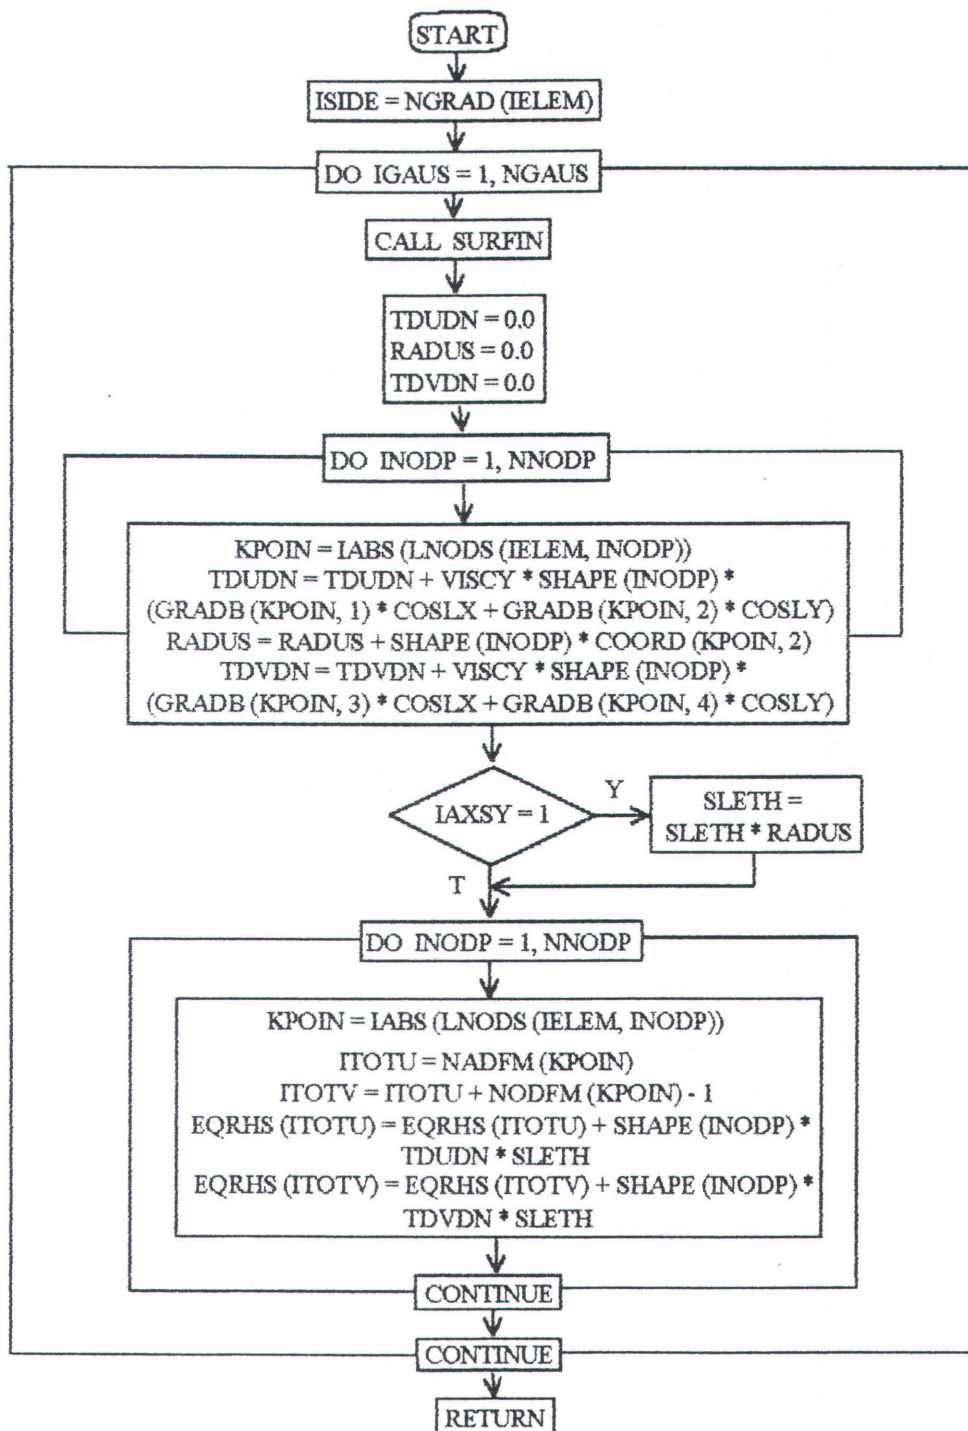 START
ISIDE = NGRAD (IELEM)
DO IGAUS = 1, NGAUS
CALL SURFIN
TDUDN = 0.0
RADUS = 0.0
TDVDN = 0.0
DO INODP = 1, NNODP
KPOIN = IABS (LNODS (IELEM, INODP))
TDUDN = TDUDN + VISCY * SHAPE (INODP) *
(GRADB (KPOIN, 1) * COSLX + GRADB (KPOIN, 2) * COSLY)
RADUS = RADUS + SHAPE (INODP) * COORD (KPOIN, 2)
TDVDN = TDVDN + VISCY * SHAPE (INODP) *
(GRADB (KPOIN, 3) * COSLX + GRADB (KPOIN, 4) * COSLY)
IAXSY = 1
Y
SLETH =
SLETH * RADUS
T
DO INODP = 1, NNODP
KPOIN = IABS (LNODS (IELEM, INODP))
ITOTU = NADFM (KPOIN)
ITOTV = ITOTU + NODFM (KPOIN) - 1
EQRHS (ITOTU) = EQRHS (ITOTU) + SHAPE (INODP) *
TDUDN * SLETH
EQRHS (ITOTV) = EQRHS (ITOTV) + SHAPE (INODP) *
TDVDN * SLETH
CONTINUE
CONTINUE
RETURN